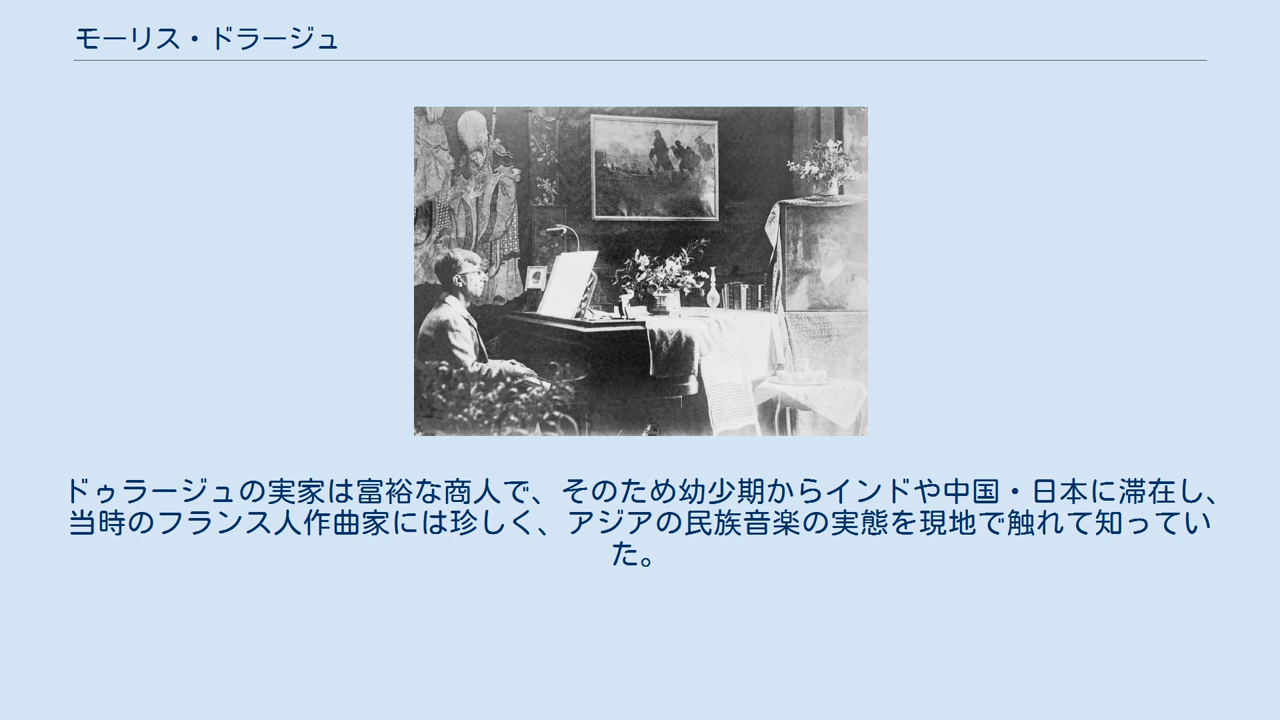 モーリス・ドラージュ
ドゥラージュの実家は富裕な商人で、そのため幼少期からインドや中国・日本に滞在し、
当時のフランス人作曲家には珍しく、アジアの民族音楽の実態を現地で触れて知ってい
た。